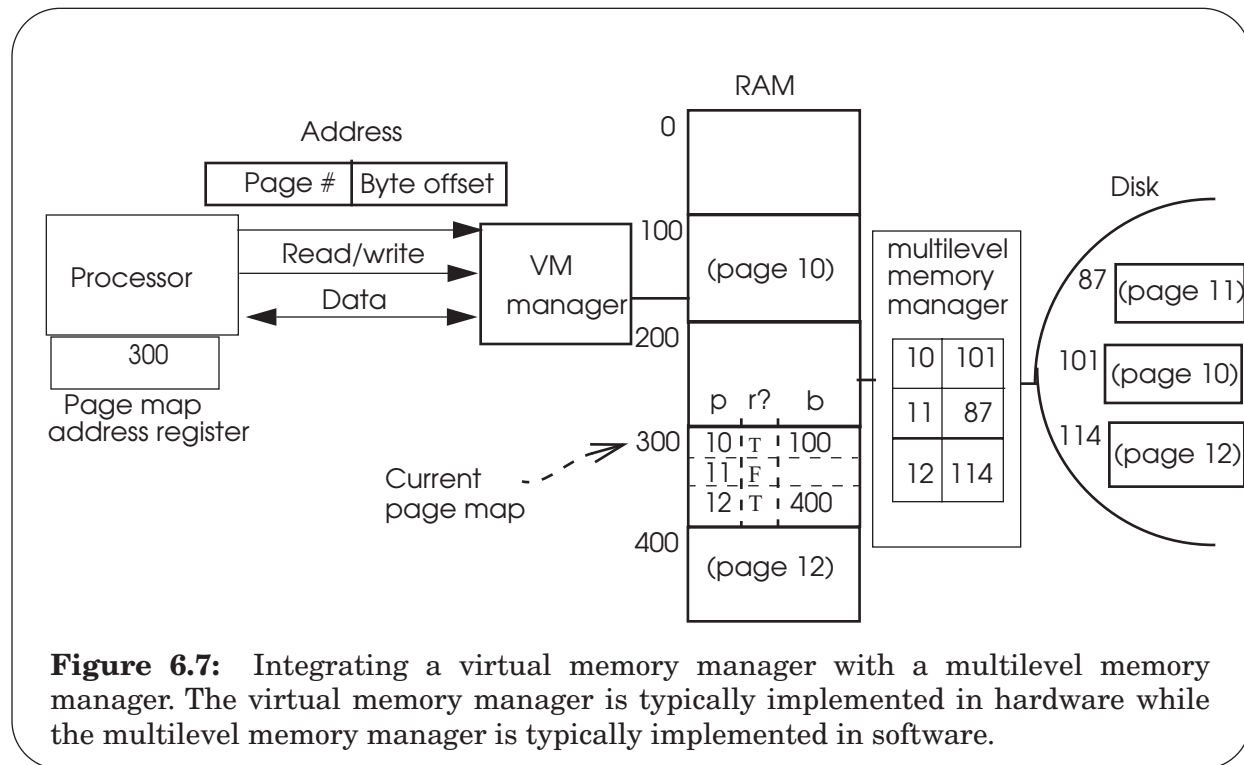 RAM
0
Address
Page # Byte offset
Disk
100
Processor
Read/write
VM
manager
(page 10)
multilevel
memory
manager
87 (page 11)
Data
200
300
10 101
101 (page 10)
Page map
address register
p r? b
11 87
300 10 T 100
114 (page 12)
Current
page map
11 F
12 114
12 T 400
400
(page 12)
Figure 6.7: Integrating a virtual memory manager with a multilevel memory
manager. The virtual memory manager is typically implemented in hardware while
the multilevel memory manager is typically implemented in software.